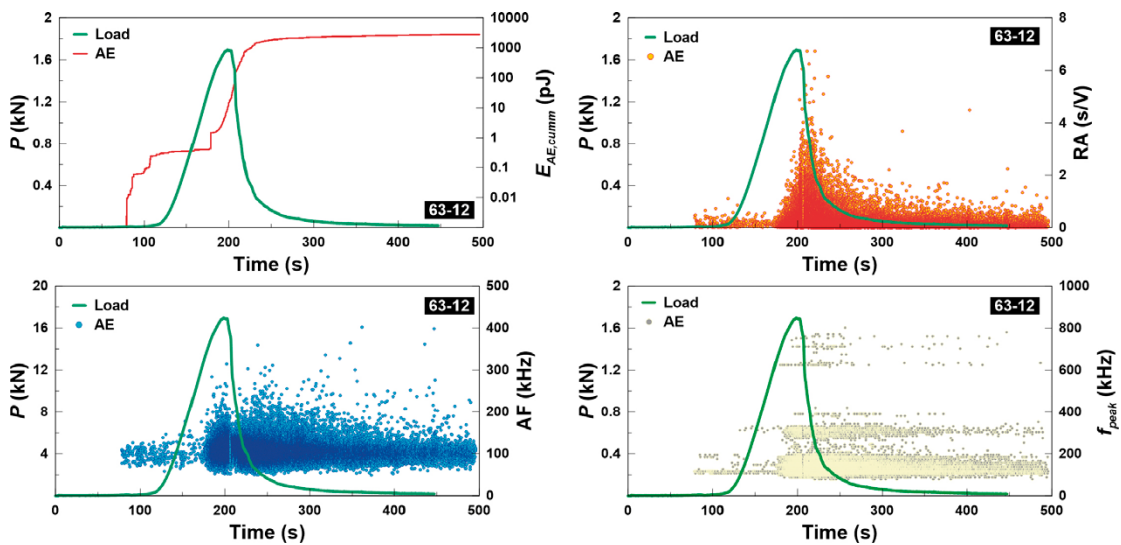 2 10000
Load 63-12
AE
1.6 1000
100
1.2
P (kN)
10
0.8
1
0.1
0.4
0.01
E_AE,cumm (pJ)
63-12
0 100 200 300 400 500
Time (s)
2 8
Load 63-12
AE
1.6
6
1.2
P (kN)
4
0.8
2
0.4
RA (s/V)
0
0 100 200 300 400 500
Time (s)
20 500
Load 63-12
AE
16 400
12 300
P (kN)
8 200
4 100
AF (kHz)
0 0
0 100 200 300 400 500
Time (s)
2 1000
Load 63-12
AE
1.6 800
1.2 600
P (kN)
0.8 400
0.4 200
f_peak (kHz)
0
0 100 200 300 400 500
Time (s)